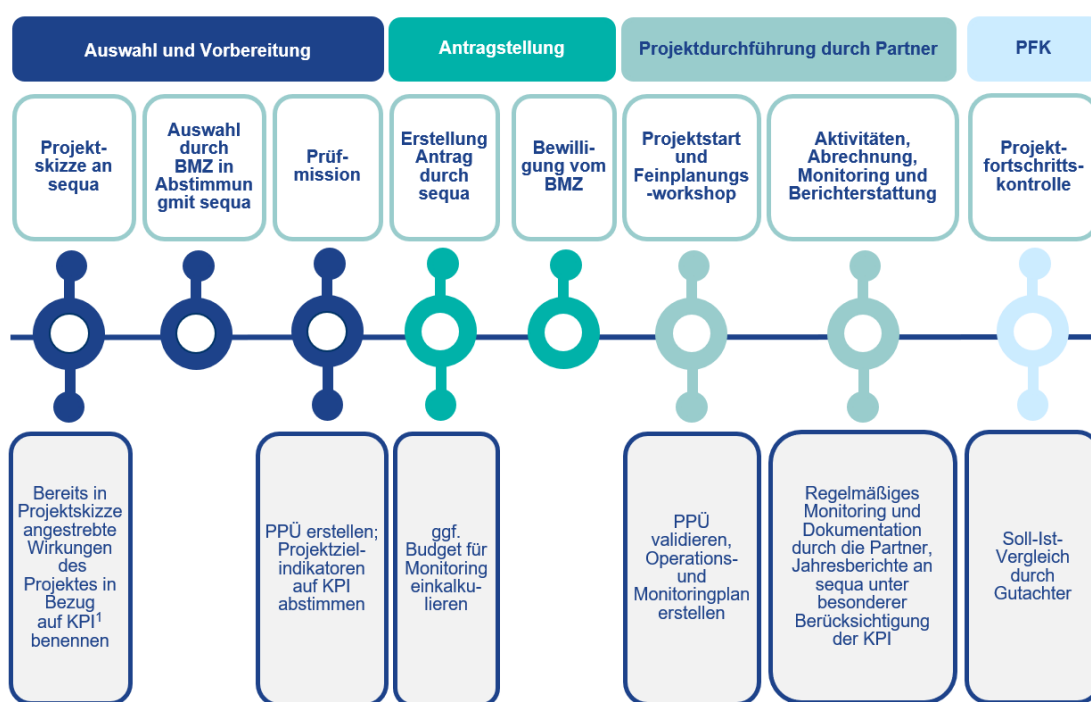 Auswahl und Vorbereitung
Antragstellung
Projektdurchführung durch Partner
PFK
Projekt-
skizze an
sequa
Auswahl
durch
BMZ in
Abstimmun
gmit sequa
Prüf-
mission
Erstellung
Antrag
durch
sequa
Bewilli-
gung vom
BMZ
Projektstart
und
Feinplanungs
-workshop
Aktivitäten,
Abrechnung,
Monitoring und
Berichterstattung
Projekt-
fortschritts-
kontrolle
Bereits in
Projektskizze
angestrebte
Wirkungen
des
Projektes in
Bezug
auf KPI¹
benennen
PPÜ erstellen;
Projektziel-
indikatoren
auf KPI
abstimmen
ggf.
Budget für
Monitoring
einkalku-
lieren
PPÜ
validieren,
Operations-
und
Monitoringplan
erstellen
Regelmäßiges
Monitoring und
Dokumentation
durch die Partner,
Jahresberichte an
sequa unter
besonderer
Berücksichtigung
der KPI
Soll-Ist-
Vergleich
durch
Gutachter